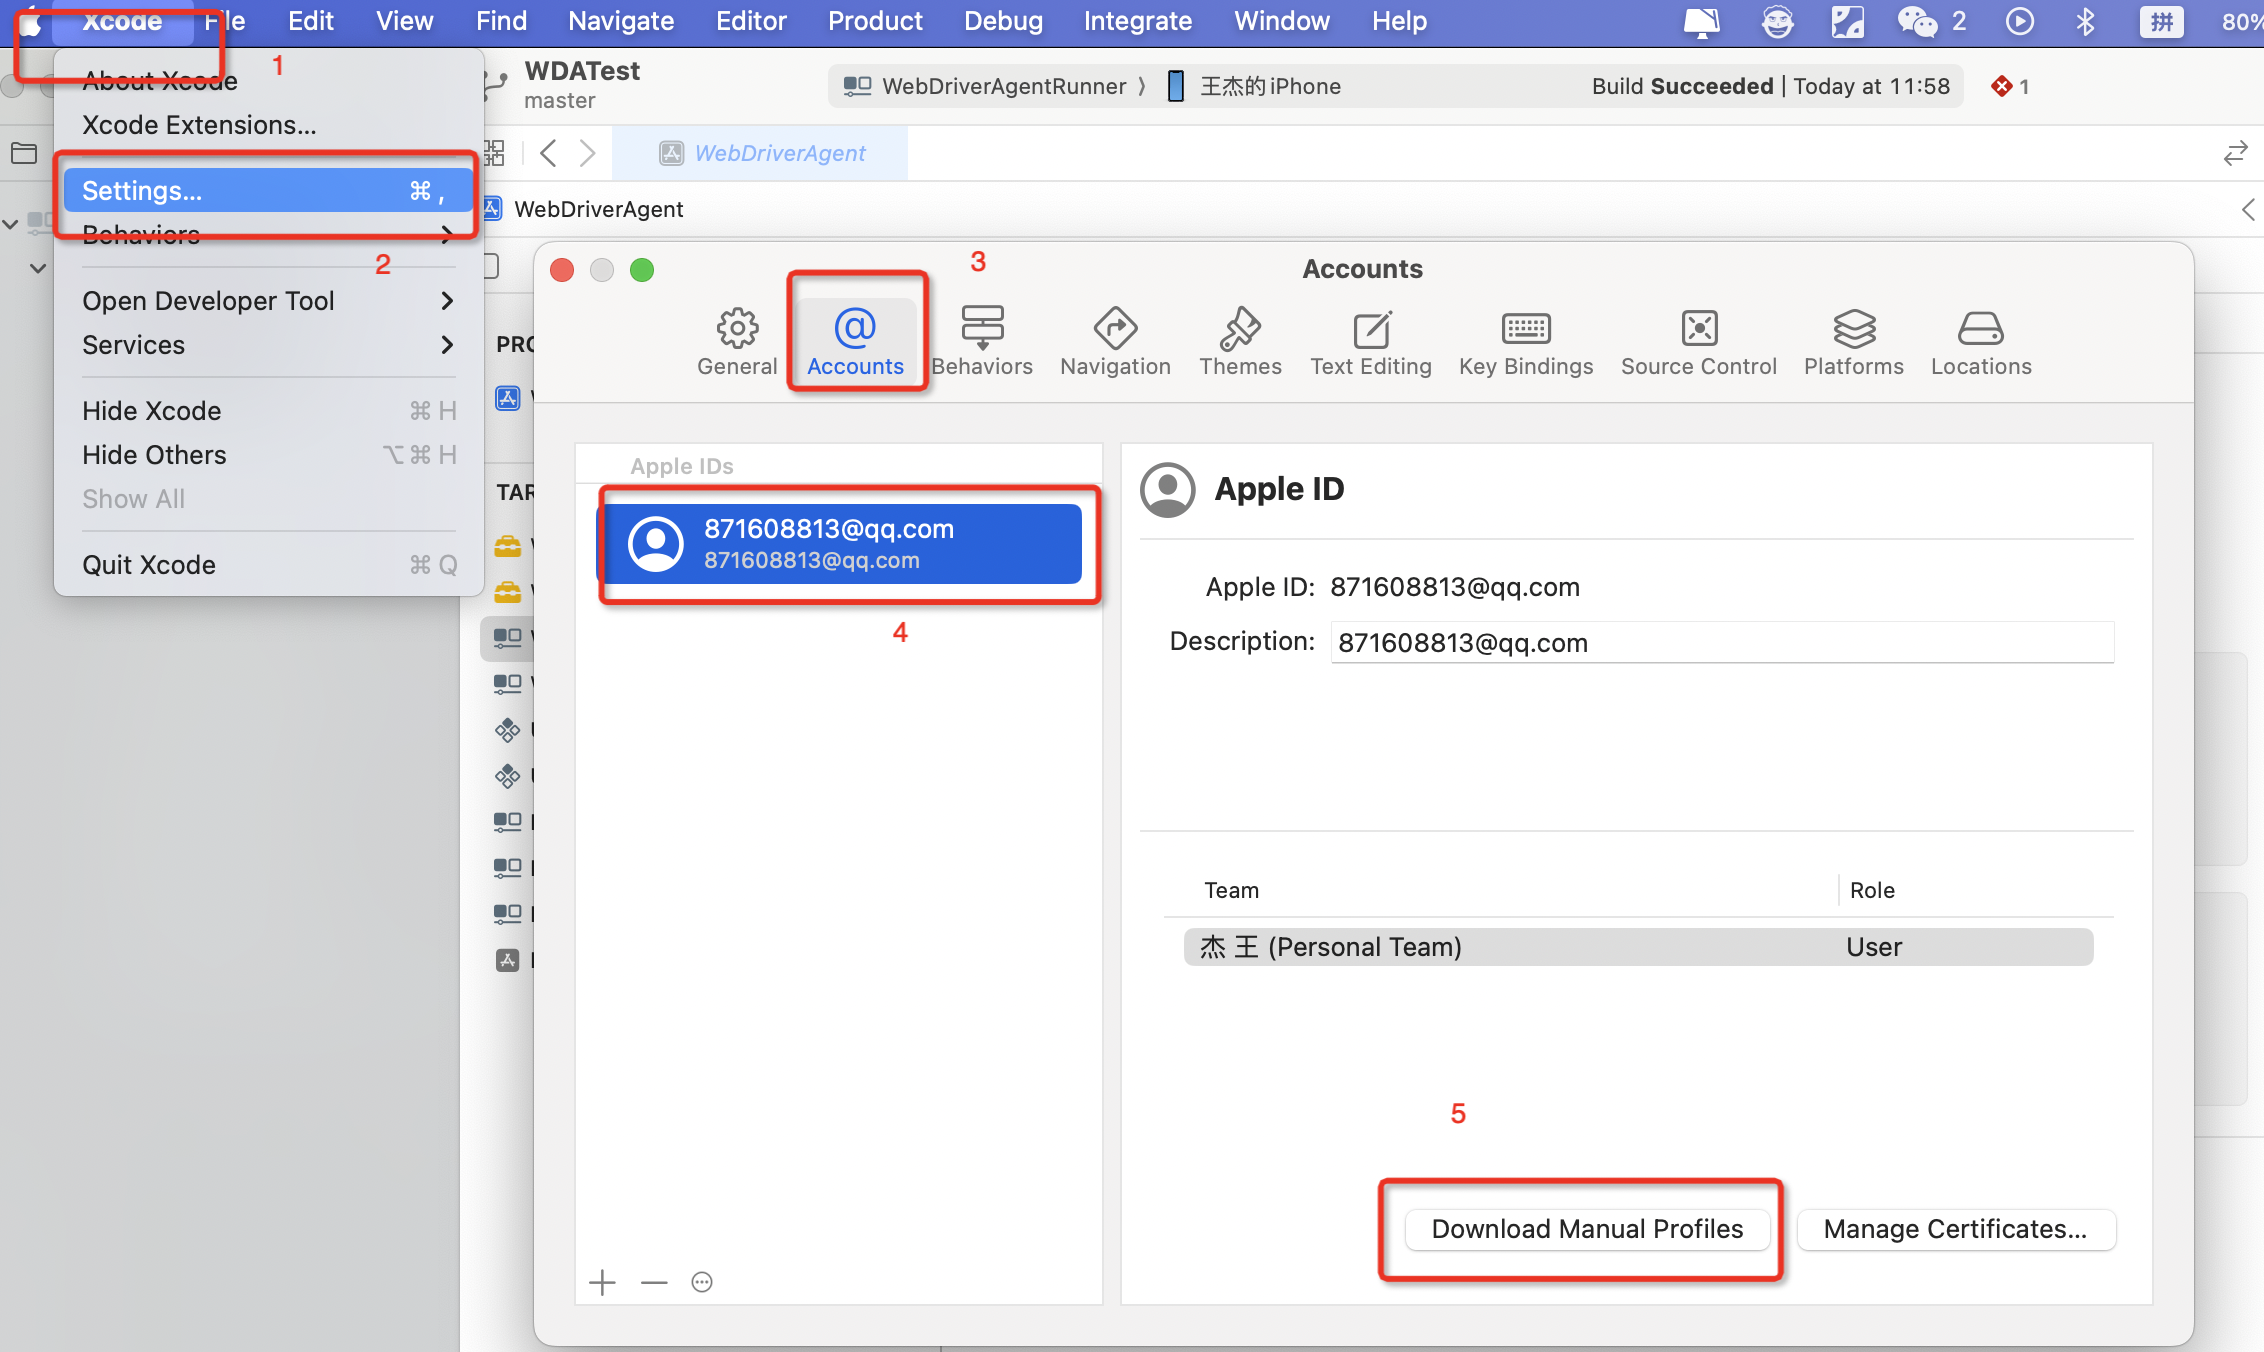 Xcode File Edit View Find Navigate Editor Product Debug Integrate Window Help 2 拼 80%
1
About Xcode
Xcode Extensions...
Settings... ⌘ ,
Behaviors
2
Open Developer Tool
Services
Hide Xcode ⌘ H
Hide Others ⌥⌘ H
Show All
Quit Xcode ⌘ Q
WDATest
master
WebDriverAgentRunner 〉 王杰的 iPhone
Build Succeeded | Today at 11:58
1
WebDriverAgent
WebDriverAgent
3
Accounts
General
Accounts
Behaviors
Navigation
Themes
Text Editing
Key Bindings
Source Control
Platforms
Locations
Apple IDs
871608813@qq.com
871608813@qq.com
4
Apple ID
Apple ID: 871608813@qq.com
Description: 871608813@qq.com
Team Role
杰 王 (Personal Team) User
5
Download Manual Profiles
Manage Certificates...